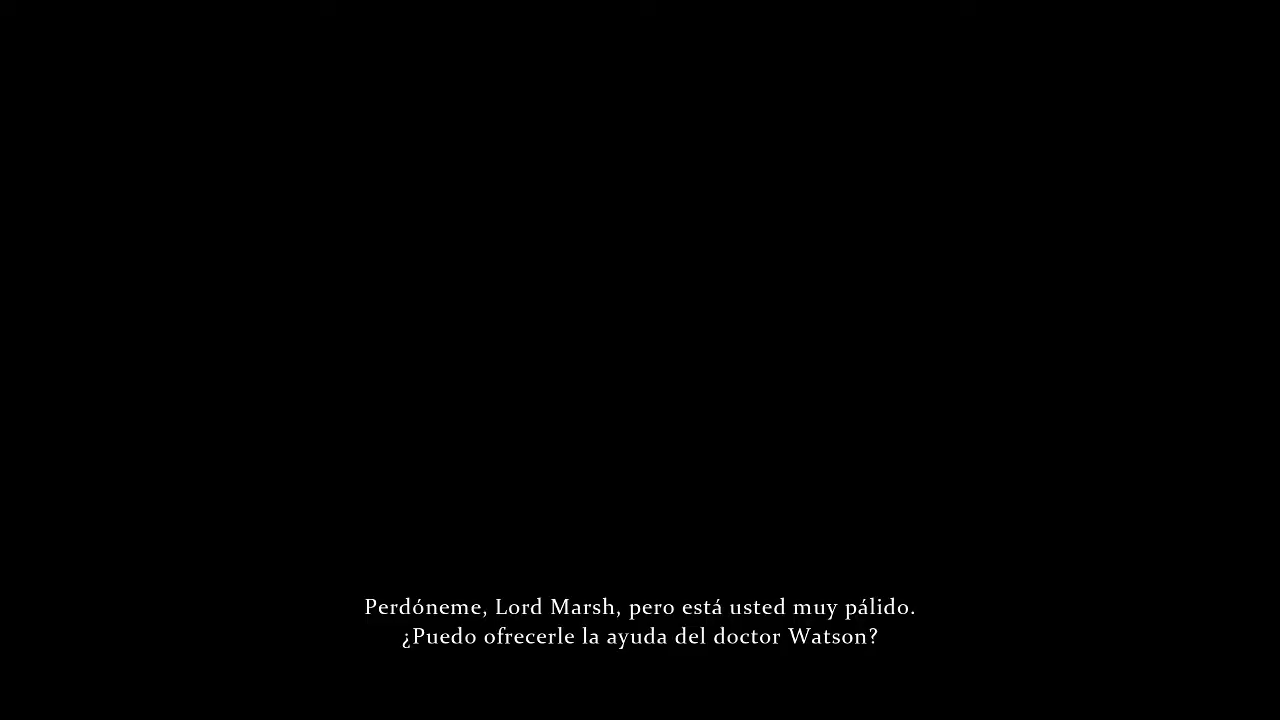 Perdóneme, Lord Marsh, pero está usted muy pálido.
¿Puedo ofrecerle la ayuda del doctor Watson?